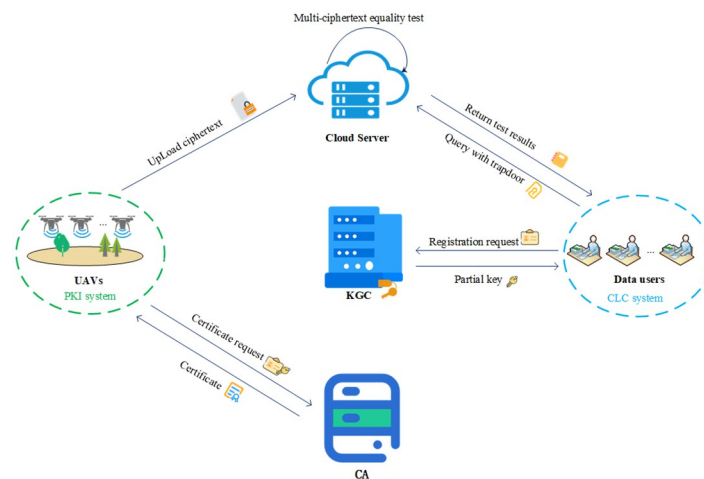 Multi-ciphertext equality test
Cloud Server
UpLoad ciphertext
Return test results
Query with trapdoor
...
UAVs
PKI system
KGC
Registration request
Partial key
...
Data users
CLC system
Certificate request
Certificate
CA